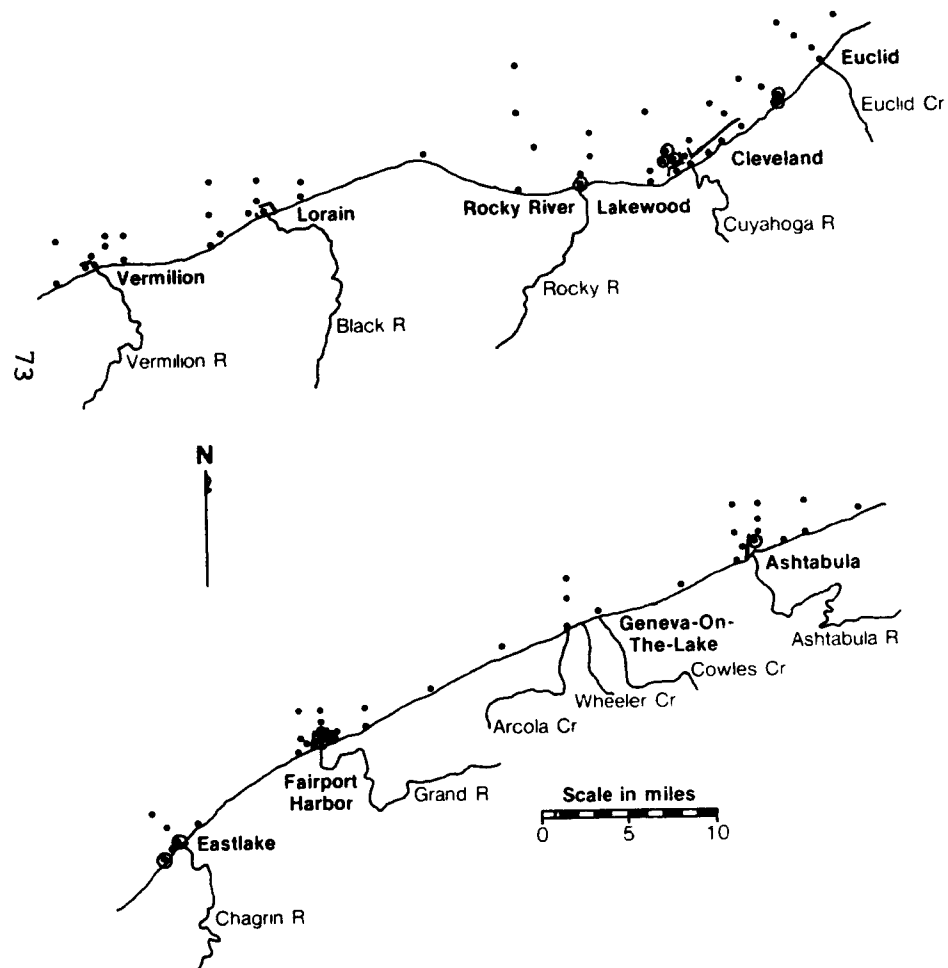 Euclid
Euclid Cr
Cleveland
Rocky River
Lakewood
Lorain
Cuyahoga R
Vermilion
Rocky R
Black R
Vermilion R
73
N
Ashtabula
Geneva-On-
The-Lake
Ashtabula R
Cowles Cr
Wheeler Cr
Arcola Cr
Fairport
Harbor
Grand R
Scale in miles
0 5 10
Eastlake
Chagrin R